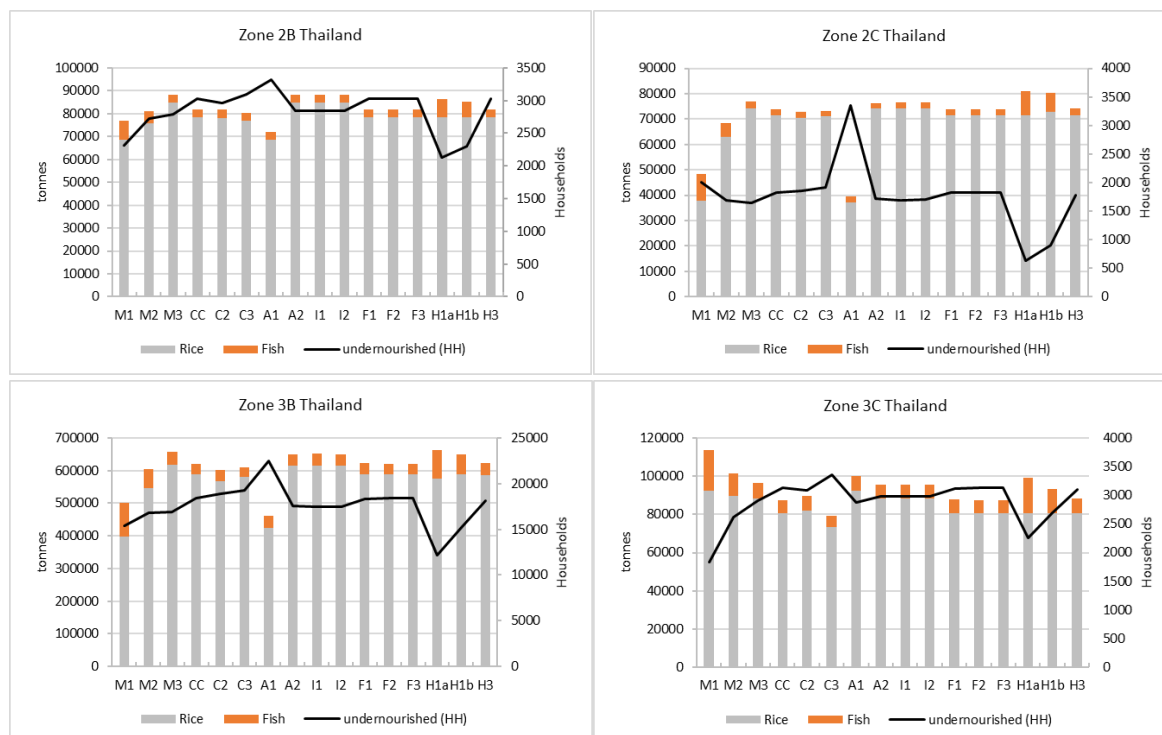 Zone 2B Thailand
100000 3500
90000 3000
80000 2500
70000 2000
60000 1500
50000 1000
40000 500
30000 0
20000
10000
0
tonnes
Households
M1 M2 M3 CC C2 C3 A1 A2 I1 I2 F1 F2 F3 H1a H1b H3
Rice Fish undernourished (HH)
Zone 2C Thailand
90000 4000
80000 3500
70000 3000
60000 2500
50000 2000
40000 1500
30000 1000
20000 500
10000 0
0
tonnes
Households
M1 M2 M3 CC C2 C3 A1 A2 I1 I2 F1 F2 F3 H1a H1b H3
Rice Fish undernourished (HH)
Zone 3B Thailand
700000 25000
600000 20000
500000 15000
400000 10000
300000 5000
200000 0
100000
0
tonnes
Households
M1 M2 M3 CC C2 C3 A1 A2 I1 I2 F1 F2 F3 H1a H1b H3
Rice Fish undernourished (HH)
Zone 3C Thailand
120000 4000
100000 3500
80000 3000
60000 2500
40000 2000
20000 1500
0 1000
500
0
tonnes
Households
M1 M2 M3 CC C2 C3 A1 A2 I1 I2 F1 F2 F3 H1a H1b H3
Rice Fish undernourished (HH)